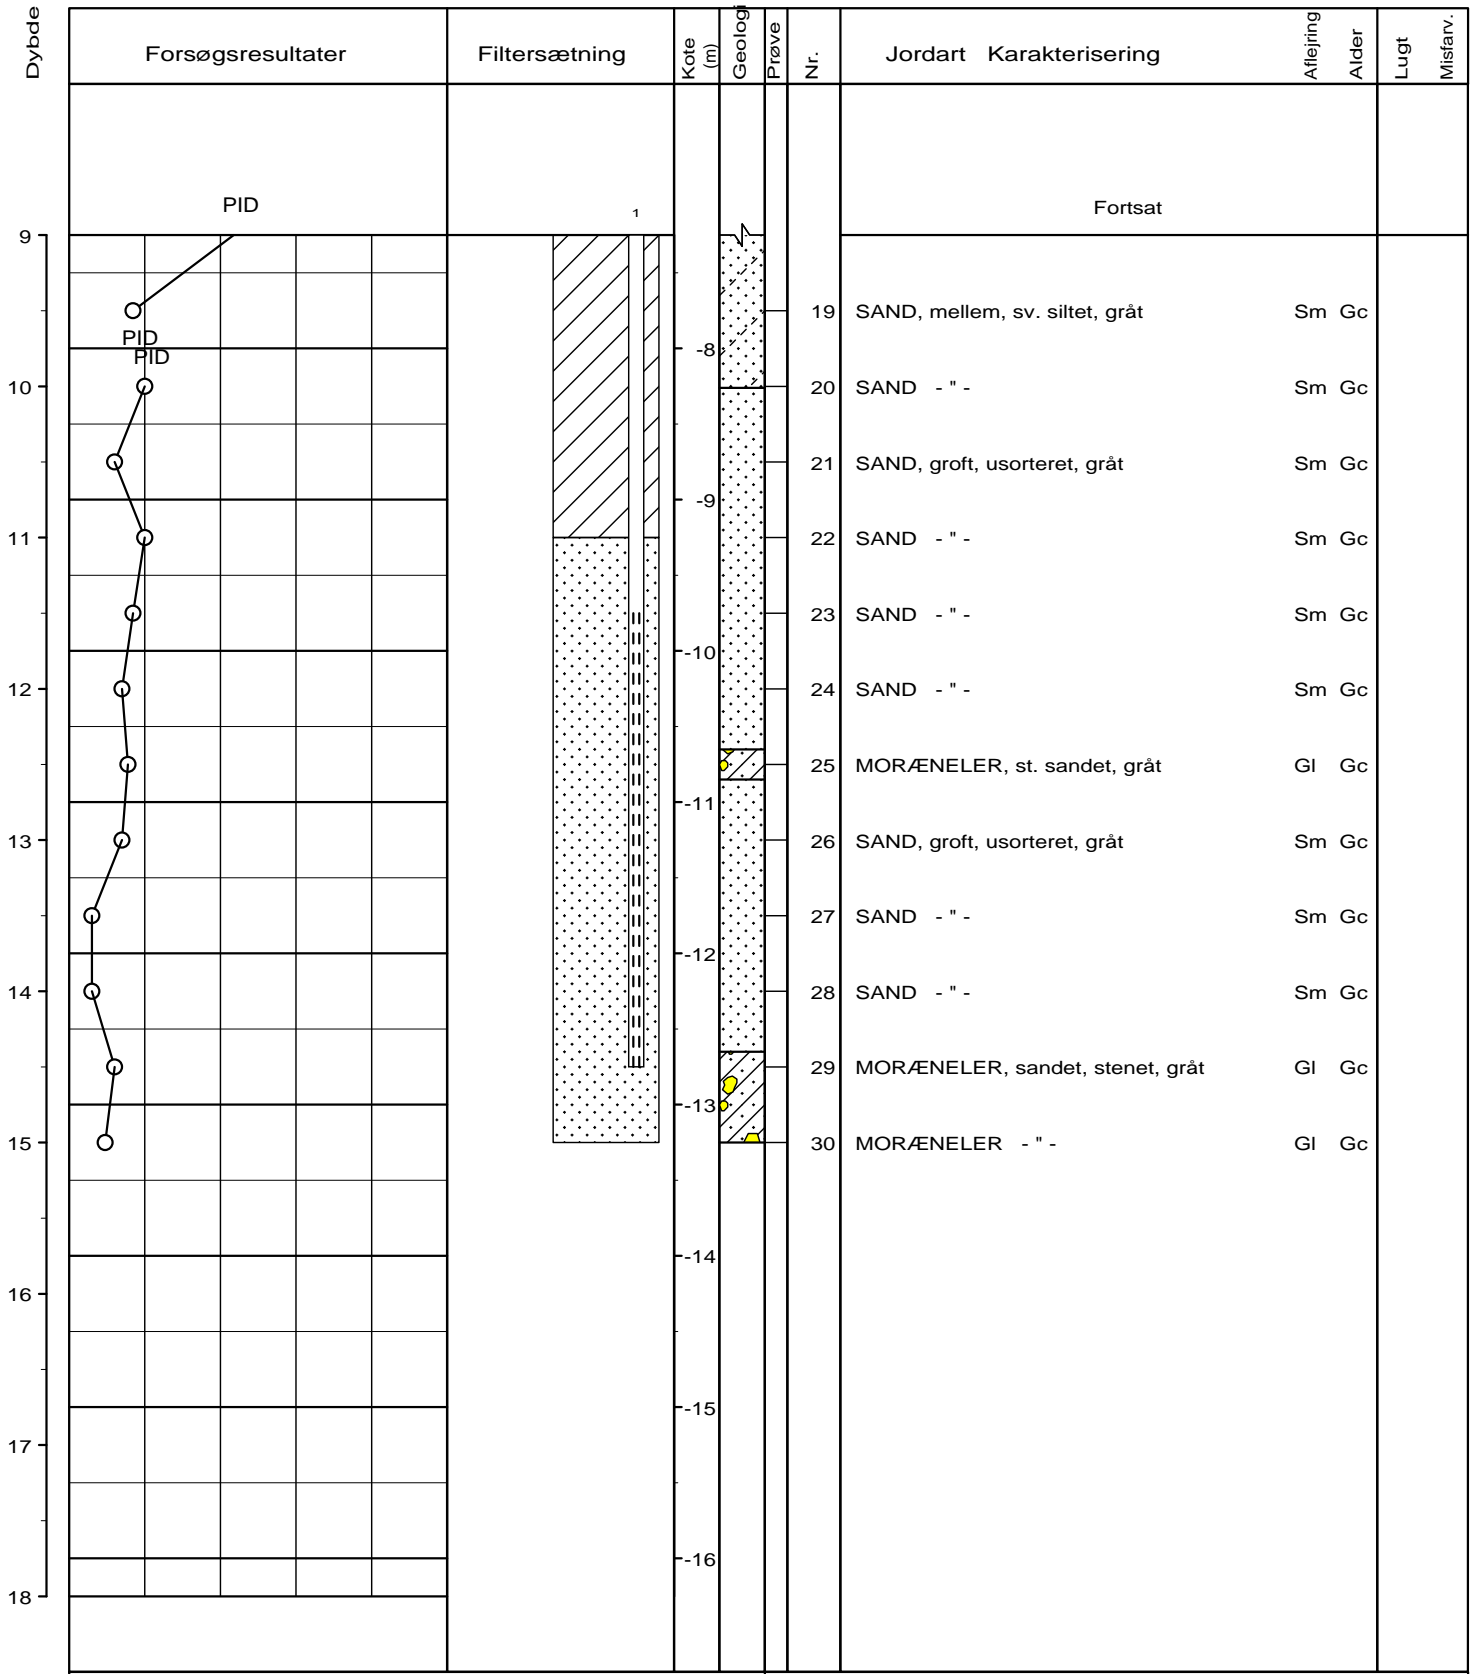 Dybde Forsøgsresultater Filtersætning Kote (m) Geologi Prøve Nr. Jordart Karakterisering Aflejring Alder Lugt Misfarv.
PID 1 Fortsat
9
19 SAND, mellem, sv. siltet, gråt Sm Gc
PID
PID -8
10 20 SAND - " - Sm Gc
21 SAND, groft, usorteret, gråt Sm Gc
-9
11 22 SAND - " - Sm Gc
23 SAND - " - Sm Gc
-10
12 24 SAND - " - Sm Gc
25 MORÆNELER, st. sandet, gråt Gl Gc
-11
13 26 SAND, groft, usorteret, gråt Sm Gc
27 SAND - " - Sm Gc
-12
14 28 SAND - " - Sm Gc
29 MORÆNELER, sandet, stenet, gråt Gl Gc
-13
15 30 MORÆNELER - " - Gl Gc
-14
16
-15
17
-16
18